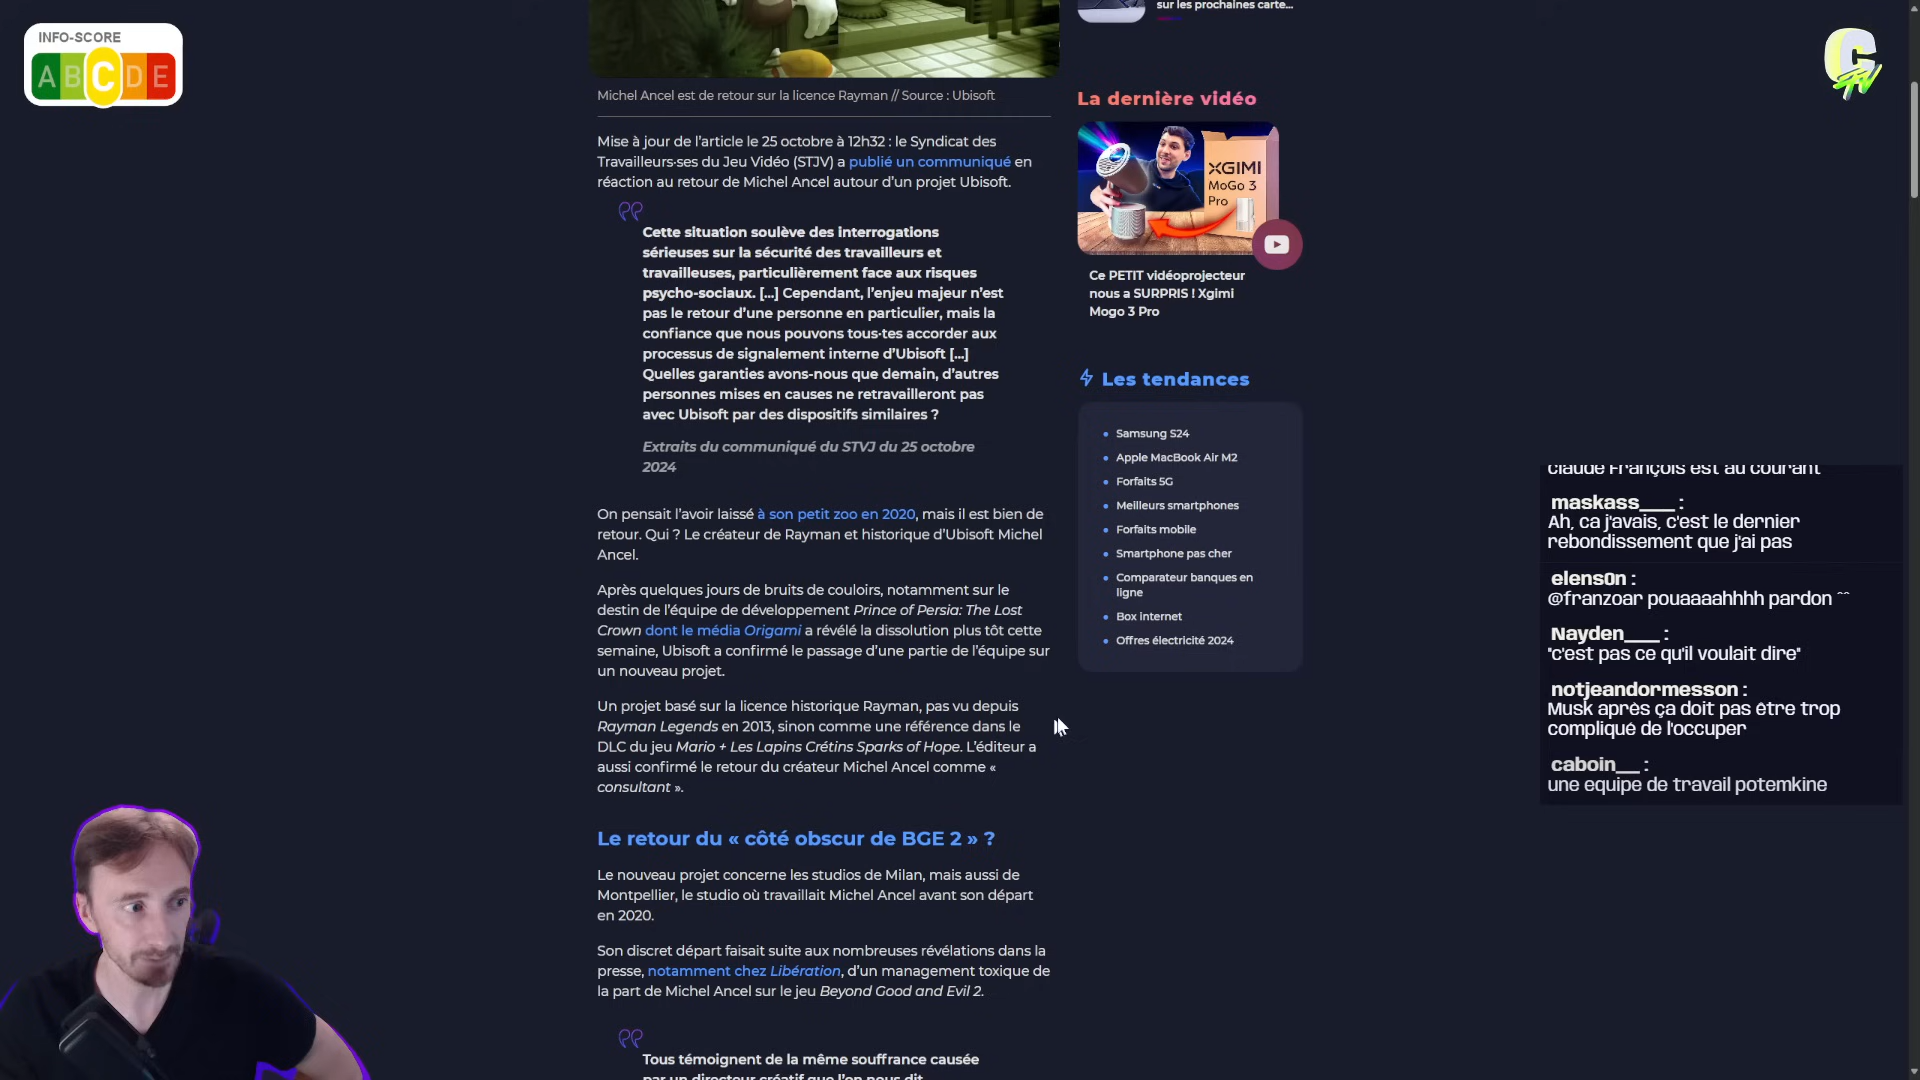 INFO-SCORE
A B C D E
sur les prochaines carte...
Michel Ancel est de retour sur la licence Rayman // Source : Ubisoft
Mise à jour de l'article le 25 octobre à 12h32 : le Syndicat des
Travailleurs·ses du Jeu Vidéo (STJV) a publié un communiqué en
réaction au retour de Michel Ancel autour d'un projet Ubisoft.
Cette situation soulève des interrogations
sérieuses sur la sécurité des travailleurs et
travailleuses, particulièrement face aux risques
psycho-sociaux. [...] Cependant, l'enjeu majeur n'est
pas le retour d'une personne en particulier, mais la
confiance que nous pouvons tous·tes accorder aux
processus de signalement interne d'Ubisoft [...]
Quelles garanties avons-nous que demain, d'autres
personnes mises en causes ne retravailleront pas
avec Ubisoft par des dispositifs similaires ?
Extraits du communiqué du STVJ du 25 octobre
2024
On pensait l'avoir laissé à son petit zoo en 2020, mais il est bien de
retour. Qui ? Le créateur de Rayman et historique d'Ubisoft Michel
Ancel.
Après quelques jours de bruits de couloirs, notamment sur le
destin de l'équipe de développement Prince of Persia: The Lost
Crown dont le média Origami a révélé la dissolution plus tôt cette
semaine, Ubisoft a confirmé le passage d'une partie de l'équipe sur
un nouveau projet.
Un projet basé sur la licence historique Rayman, pas vu depuis
Rayman Legends en 2013, sinon comme une référence dans le
DLC du jeu Mario + Les Lapins Crétins Sparks of Hope. L'éditeur a
aussi confirmé le retour du créateur Michel Ancel comme «
consultant ».
Le retour du « côté obscur de BGE 2 » ?
Le nouveau projet concerne les studios de Milan, mais aussi de
Montpellier, le studio où travaillait Michel Ancel avant son départ
en 2020.
Son discret départ faisait suite aux nombreuses révélations dans la
presse, notamment chez Libération, d'un management toxique de
la part de Michel Ancel sur le jeu Beyond Good and Evil 2.
Tous témoignent de la même souffrance causée
par un directeur créatif que l'on nous dit
La dernière vidéo
XGIMI
MoGo 3
Pro
Ce PETIT vidéoprojecteur
nous a SURPRIS ! Xgimi
Mogo 3 Pro
Les tendances
Samsung S24
Apple MacBook Air M2
Forfaits 5G
Meilleurs smartphones
Forfaits mobile
Smartphone pas cher
Comparateur banques en
ligne
Box internet
Offres électricité 2024
C
TV
claude François est au courant
maskass____ :
Ah, ca j'avais, c'est le dernier
rebondissement que j'ai pas
elens0n :
@franzoar pouaaaahhhh pardon ^^
Nayden___ :
"c'est pas ce qu'il voulait dire"
notjeandormesson :
Musk après ça doit pas être trop
compliqué de l'occuper
caboin__ :
une equipe de travail potemkine